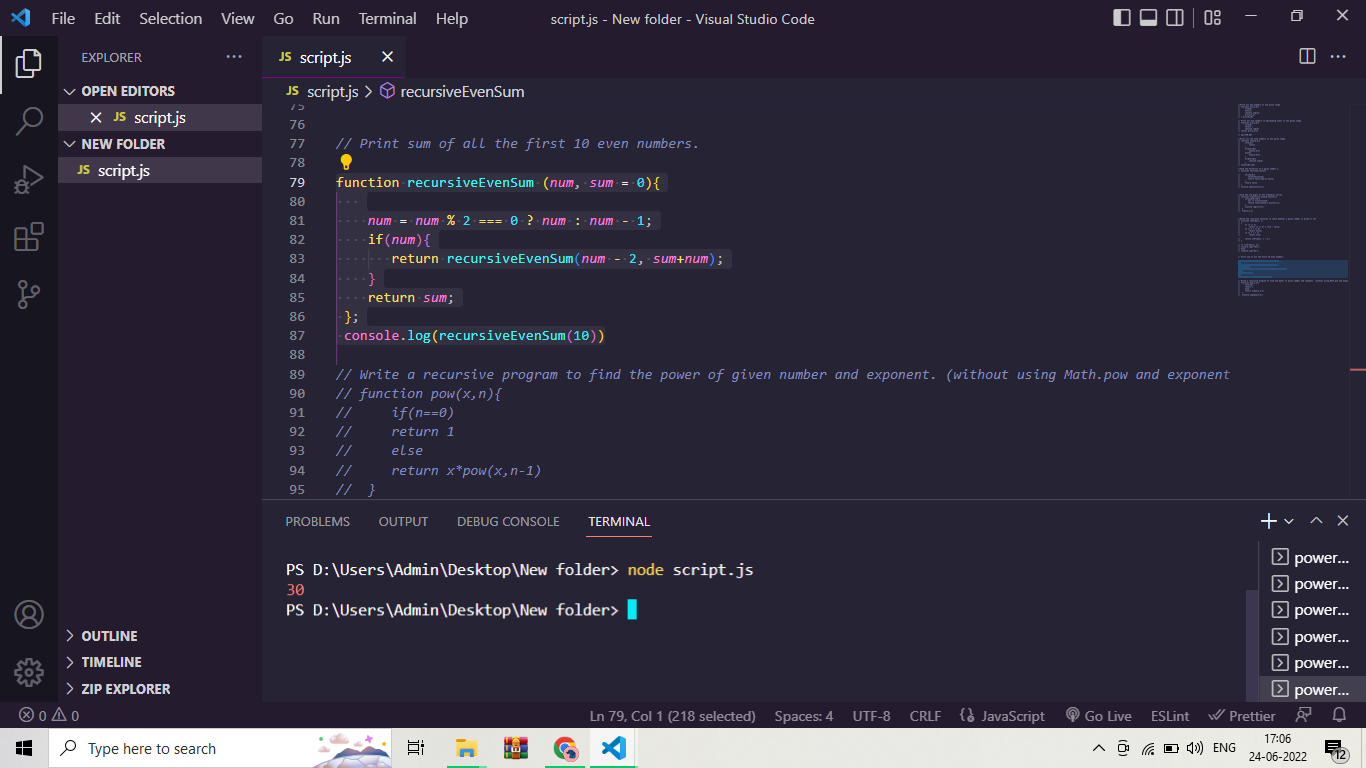 File Edit Selection View Go Run Terminal Help script.js - New folder - Visual Studio Code
EXPLORER
OPEN EDITORS
JS script.js
NEW FOLDER
JS script.js
OUTLINE
TIMELINE
ZIP EXPLORER
JS script.js
JS script.js > recursiveEvenSum
75
76
77 // Print sum of all the first 10 even numbers.
78
79 function recursiveEvenSum (num, sum = 0){
80
81 num = num % 2 === 0 ? num : num - 1;
82 if(num){
83 return recursiveEvenSum(num - 2, sum+num);
84 }
85 return sum;
86 };
87 console.log(recursiveEvenSum(10))
88
89 // Write a recursive program to find the power of given number and exponent. (without using Math.pow and exponent
90 // function pow(x,n){
91 // if(n==0)
92 // return 1
93 // else
94 // return x*pow(x,n-1)
95 // }
PROBLEMS OUTPUT DEBUG CONSOLE TERMINAL
PS D:\Users\Admin\Desktop\New folder> node script.js
30
PS D:\Users\Admin\Desktop\New folder>
power...
power...
power...
power...
power...
power...
0 0 Ln 79, Col 1 (218 selected) Spaces: 4 UTF-8 CRLF JavaScript Go Live ESLint Prettier
Type here to search
ENG
17:06
24-06-2022
12